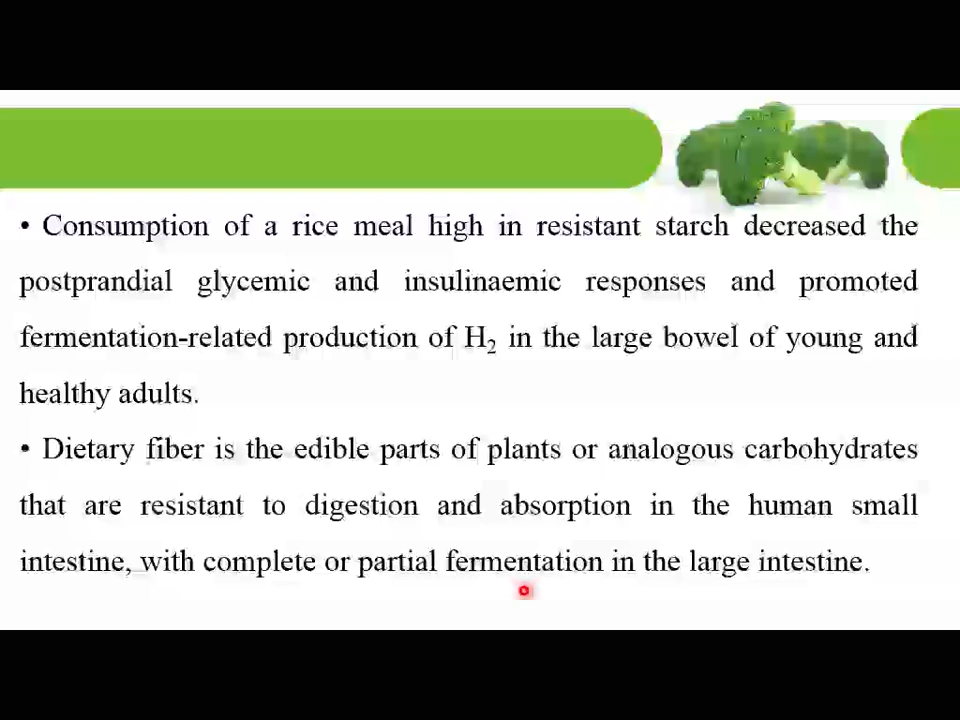 • Consumption of a rice meal high in resistant starch decreased the
postprandial glycemic and insulinaemic responses and promoted
fermentation-related production of H₂ in the large bowel of young and
healthy adults.
• Dietary fiber is the edible parts of plants or analogous carbohydrates
that are resistant to digestion and absorption in the human small
intestine, with complete or partial fermentation in the large intestine.